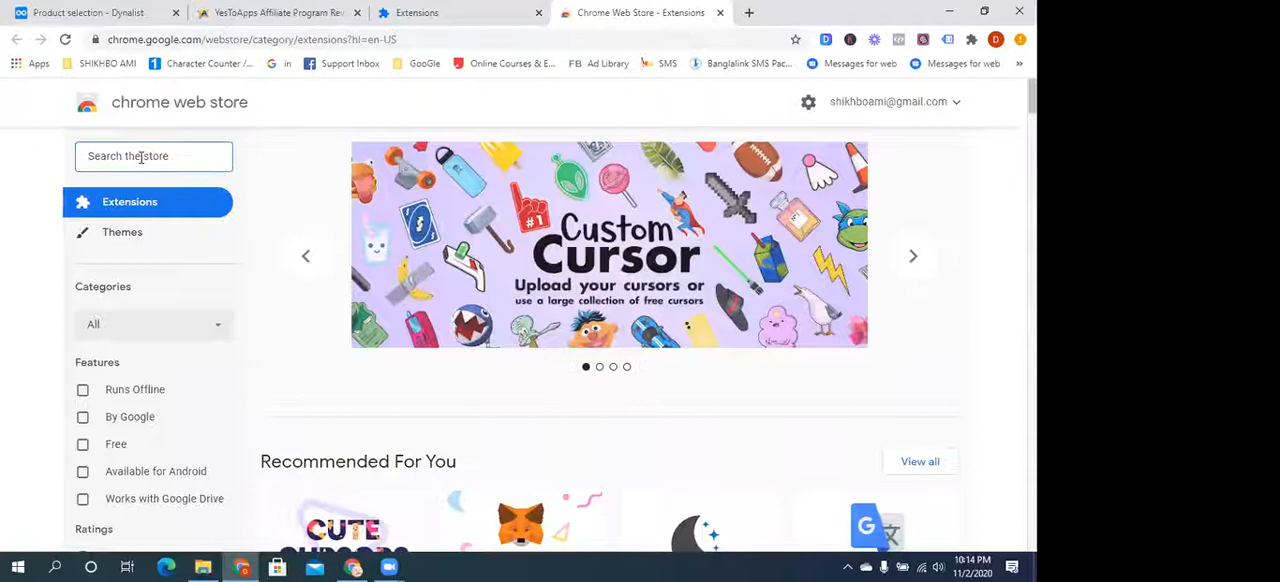 Product selection - Dynalist
YesToApps Affiliate Program Rev
Extensions
Chrome Web Store - Extensions
chrome.google.com/webstore/category/extensions?hl=en-US
Apps
SHIKHBO AMI
Character Counter /...
in
Support Inbox
GooGle
Online Courses & E...
FB Ad Library
SMS
Banglalink SMS Pac...
Messages for web
Messages for web
»
chrome web store
shikhboami@gmail.com
Search the store
Extensions
Themes
Categories
All
Features
Runs Offline
By Google
Free
Available for Android
Works with Google Drive
Ratings
#1
Custom
Cursor
Upload your cursors or
use a large collection of free cursors
Recommended For You
View all
CUTE
CURSORS
10:14 PM
11/2/2020